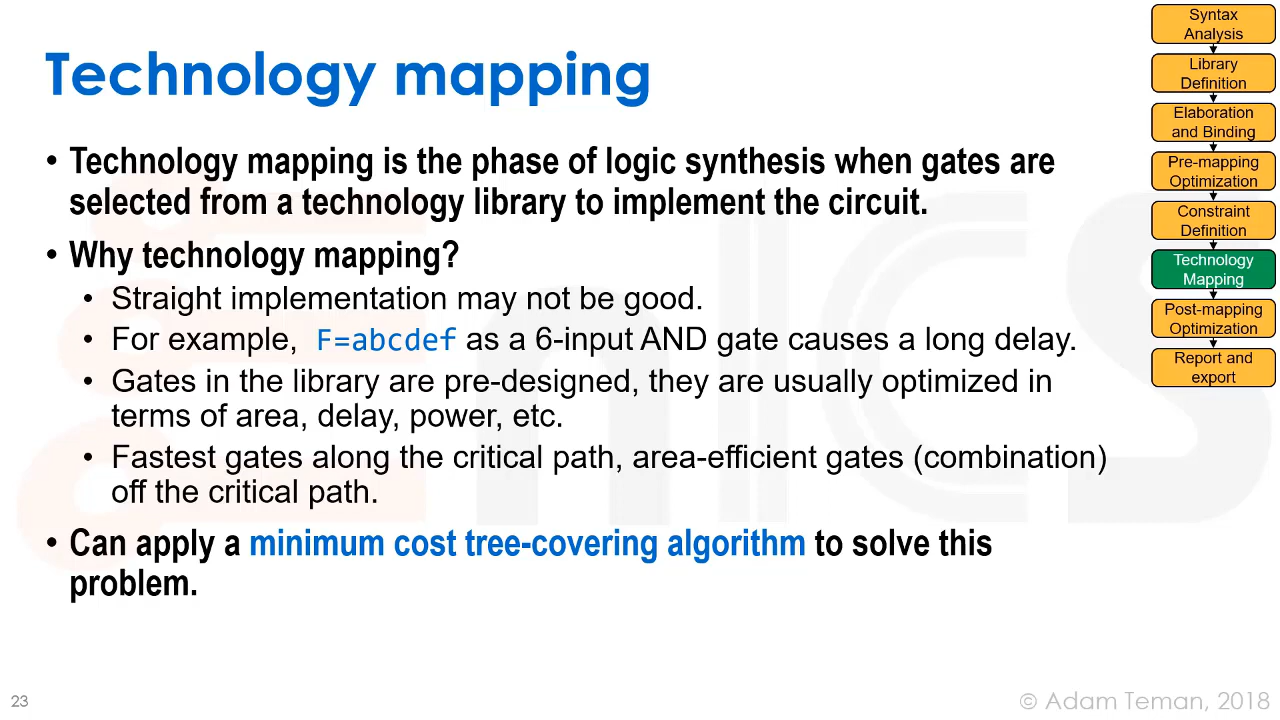 Technology mapping
• Technology mapping is the phase of logic synthesis when gates are
selected from a technology library to implement the circuit.
• Why technology mapping?
• Straight implementation may not be good.
• For example, F=abcdef as a 6-input AND gate causes a long delay.
• Gates in the library are pre-designed, they are usually optimized in
terms of area, delay, power, etc.
• Fastest gates along the critical path, area-efficient gates (combination)
off the critical path.
• Can apply a minimum cost tree-covering algorithm to solve this
problem.
Syntax
Analysis
Library
Definition
Elaboration
and Binding
Pre-mapping
Optimization
Constraint
Definition
Technology
Mapping
Post-mapping
Optimization
Report and
export
23
© Adam Teman, 2018